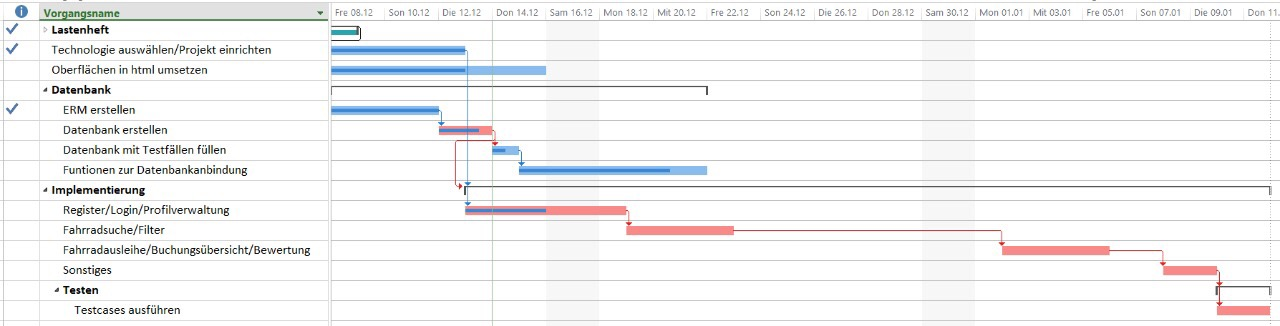 Vorgangsname
Fre 08.12 Son 10.12 Die 12.12 Don 14.12 Sam 16.12 Mon 18.12 Mit 20.12 Fre 22.12 Son 24.12 Die 26.12 Don 28.12 Sam 30.12 Mon 01.01 Mit 03.01 Fre 05.01 Son 07.01 Die 09.01 Don 11.
Lastenheft
Technologie auswählen/Projekt einrichten
Oberflächen in html umsetzen
Datenbank
ERM erstellen
Datenbank erstellen
Datenbank mit Testfällen füllen
Funtionen zur Datenbankanbindung
Implementierung
Register/Login/Profilverwaltung
Fahrradsuche/Filter
Fahrradausleihe/Buchungsübersicht/Bewertung
Sonstiges
Testen
Testcases ausführen